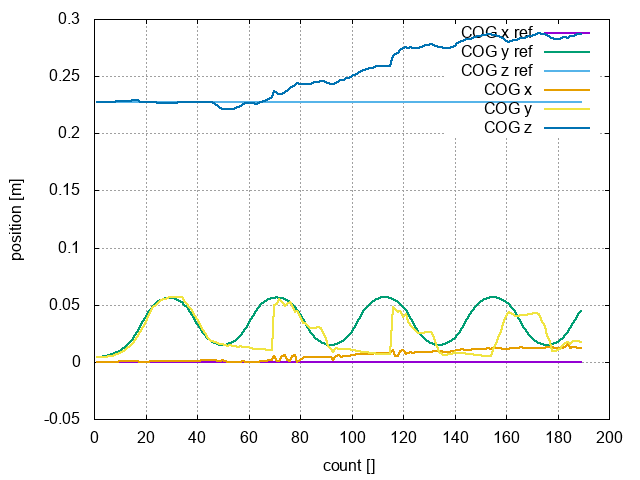 0.3
0.25
0.2
0.15
0.1
0.05
0
-0.05
position [m]
COG x ref
COG y ref
COG z ref
COG x
COG y
COG z
0 20 40 60 80 100 120 140 160 180 200
count []